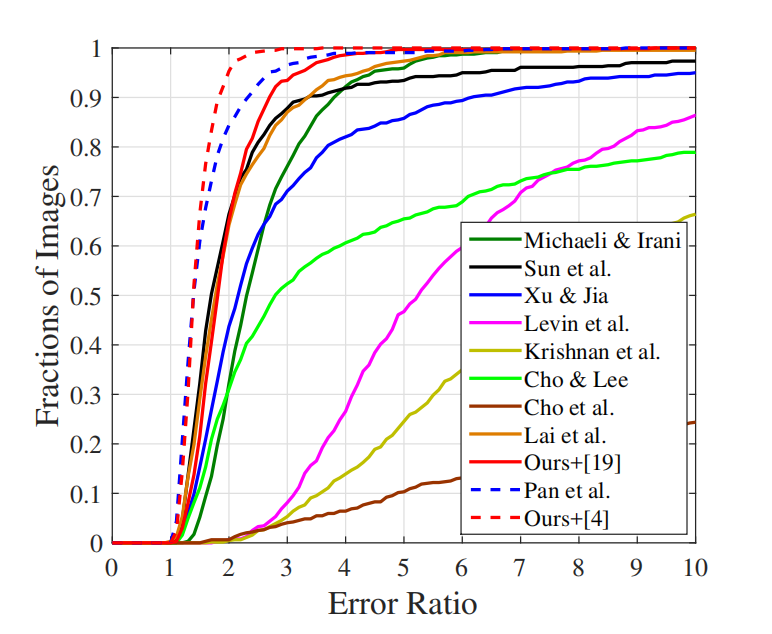 1
0.9
0.8
0.7
0.6
0.5
0.4
0.3
0.2
0.1
0
Fractions of Images
Michaeli & Irani
Sun et al.
Xu & Jia
Levin et al.
Krishnan et al.
Cho & Lee
Cho et al.
Lai et al.
Ours+[19]
Pan et al.
Ours+[4]
0 1 2 3 4 5 6 7 8 9 10
Error Ratio